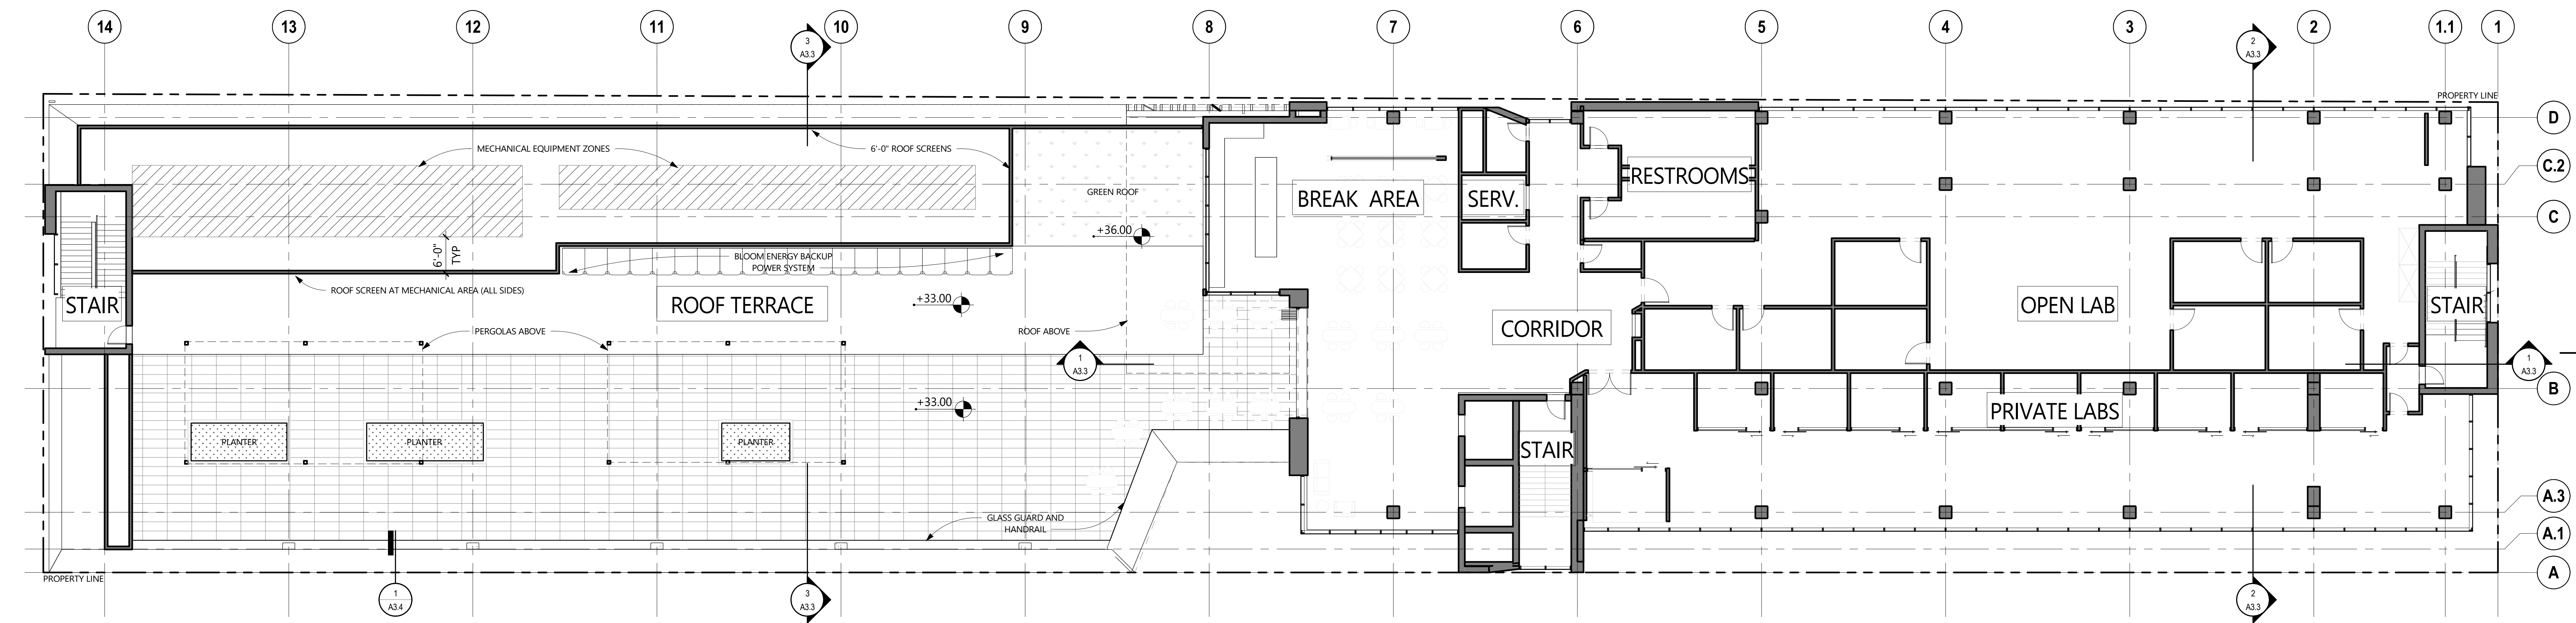 14 13 12 11 10 9 8 7 6 5 4 3 2 1.1 1
3
A3.3
2
A3.3
PROPERTY LINE
D
MECHANICAL EQUIPMENT ZONES
6'-0" ROOF SCREENS
C.2
GREEN ROOF
BREAK AREA
SERV.
RESTROOMS
C
+36.00
6'-0"
TYP
BLOOM ENERGY BACKUP
POWER SYSTEM
ROOF SCREEN AT MECHANICAL AREA (ALL SIDES)
STAIR
ROOF TERRACE
+33.00
OPEN LAB
STAIR
PERGOLAS ABOVE
ROOF ABOVE
CORRIDOR
1
A3.3
1
A3.3
B
+33.00
PRIVATE LABS
PLANTER
PLANTER
PLANTER
STAIR
A.3
GLASS GUARD AND
HANDRAIL
A.1
PROPERTY LINE
A
1
A3.4
3
A3.3
2
A3.3